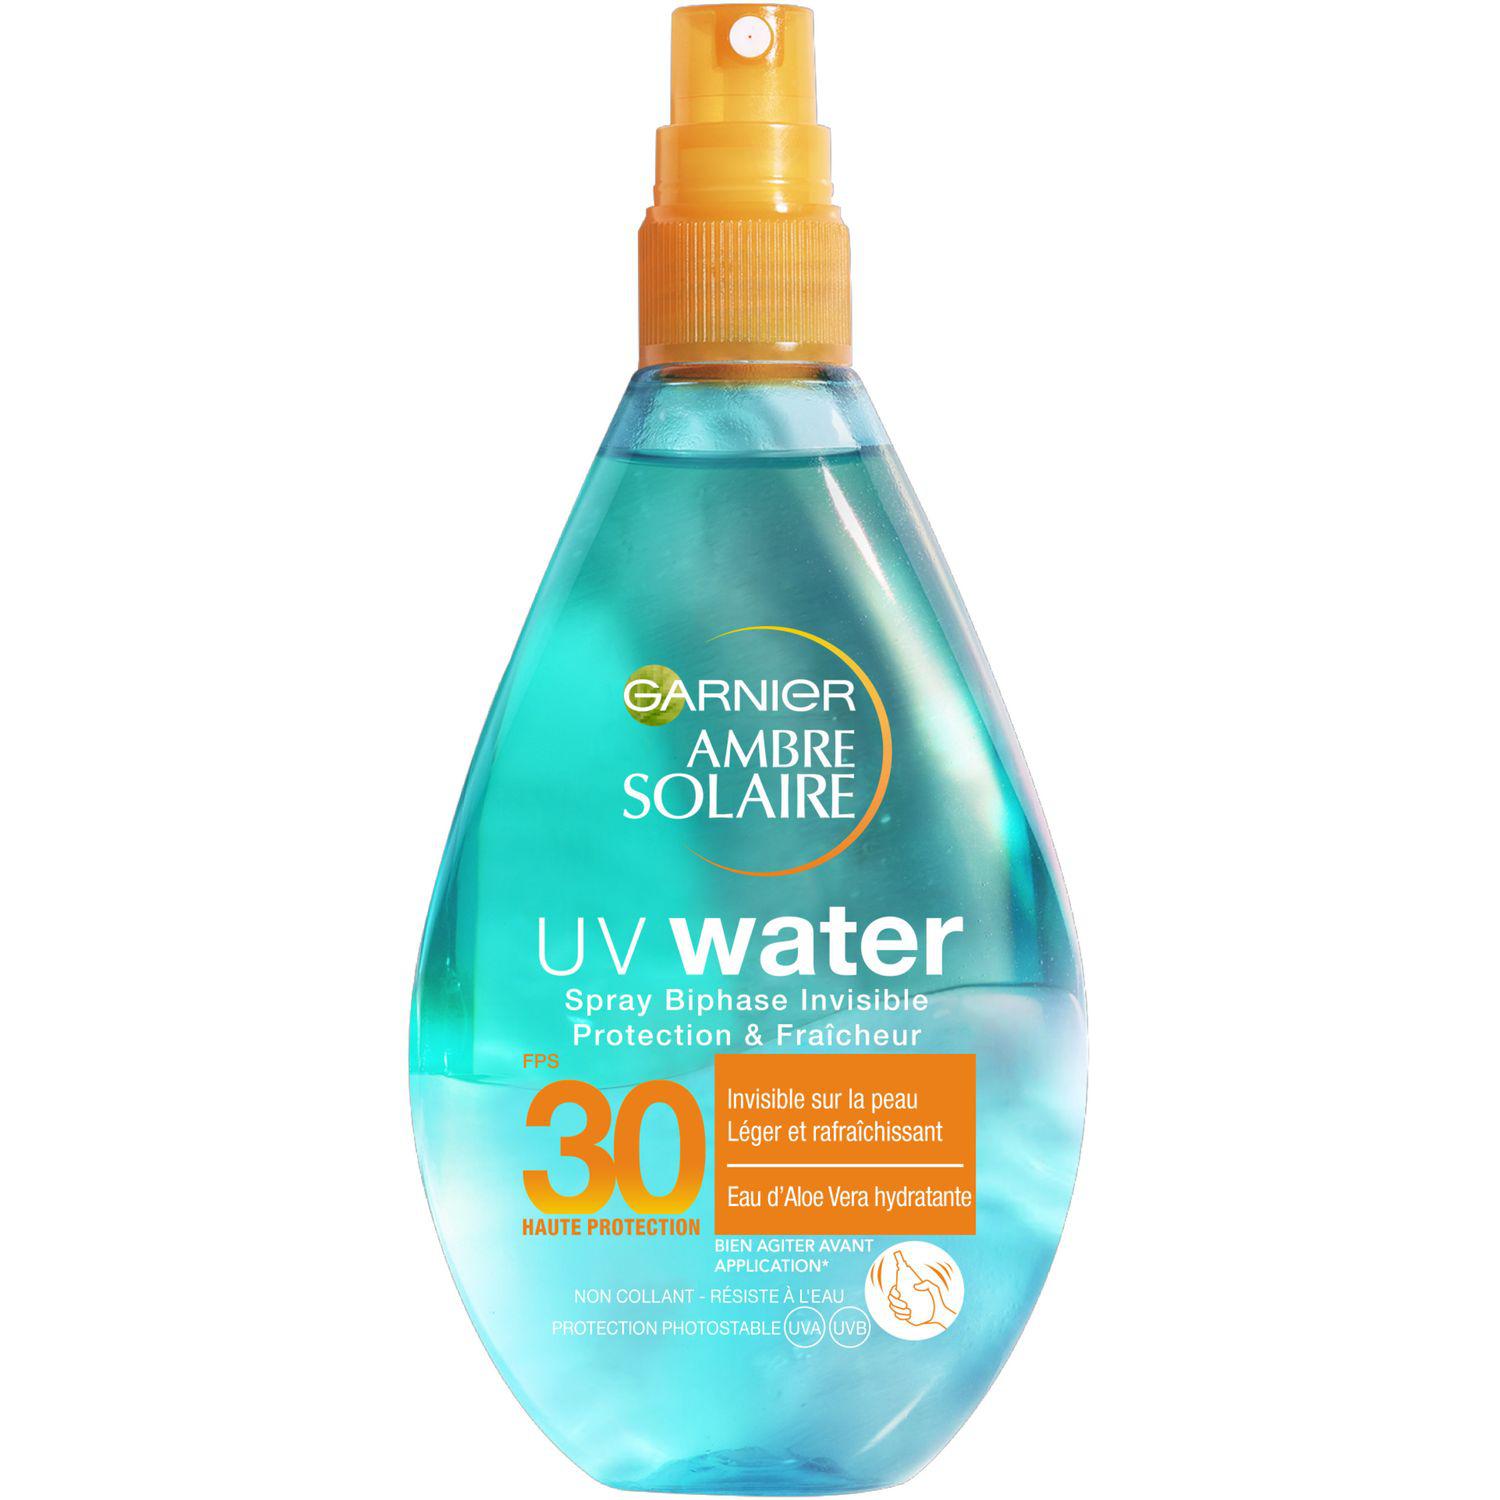 GARNIER
AMBRE
SOLAIRE
UV water
Spray Biphase Invisible
Protection & Fraîcheur
FPS
30
HAUTE PROTECTION
Invisible sur la peau
Léger et rafraîchissant
Eau d'Aloe Vera hydratante
BIEN AGITER AVANT
APPLICATION*
NON COLLANT - RÉSISTE À L'EAU
PROTECTION PHOTOSTABLE UVA UVB